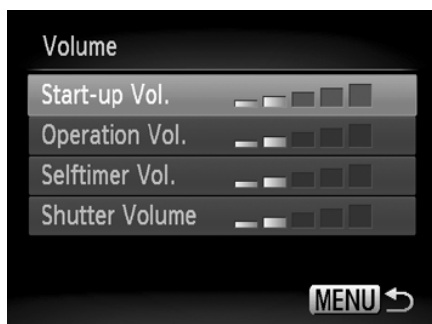 Volume
Start-up Vol.
Operation Vol.
Selftimer Vol.
Shutter Volume
MENU